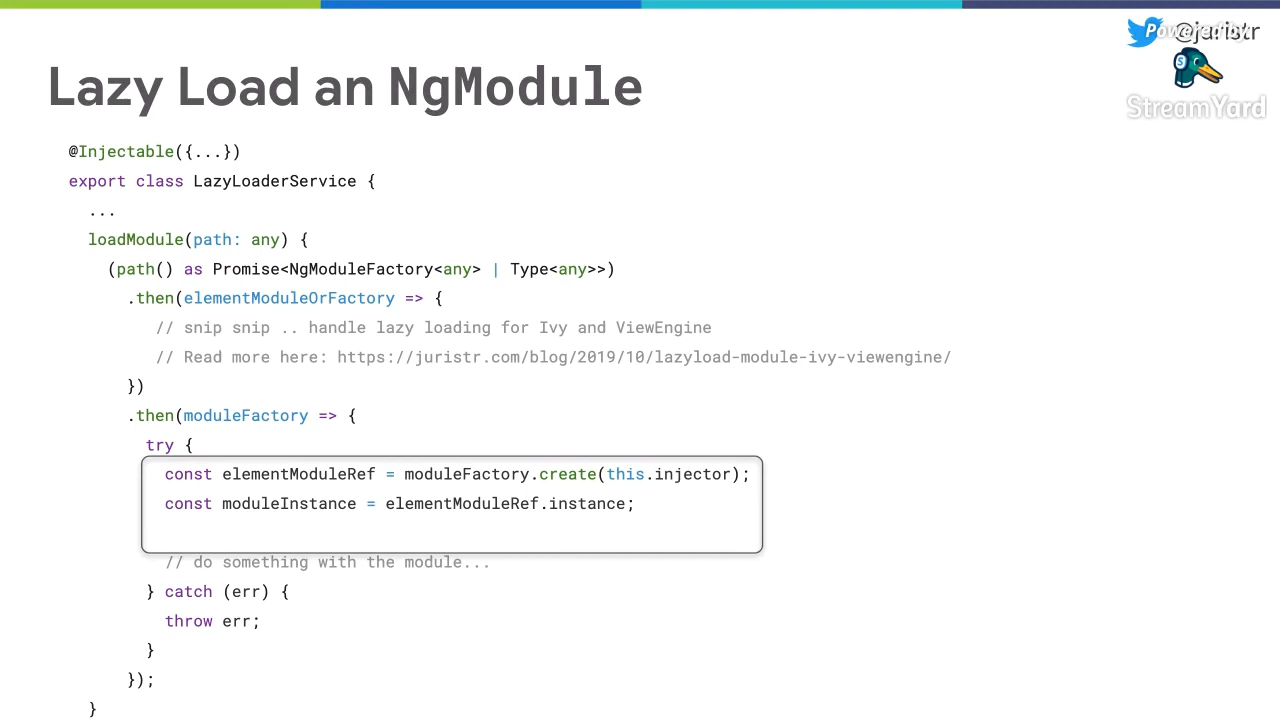 Powered by
@juristr
StreamYard
Lazy Load an NgModule
@Injectable({...})
export class LazyLoaderService {
...
loadModule(path: any) {
(path() as Promise<NgModuleFactory<any> | Type<any>>)
.then(elementModuleOrFactory => {
// snip snip .. handle lazy loading for Ivy and ViewEngine
// Read more here: https://juristr.com/blog/2019/10/lazyload-module-ivy-viewengine/
})
.then(moduleFactory => {
try {
const elementModuleRef = moduleFactory.create(this.injector);
const moduleInstance = elementModuleRef.instance;
// do something with the module...
} catch (err) {
throw err;
}
});
}